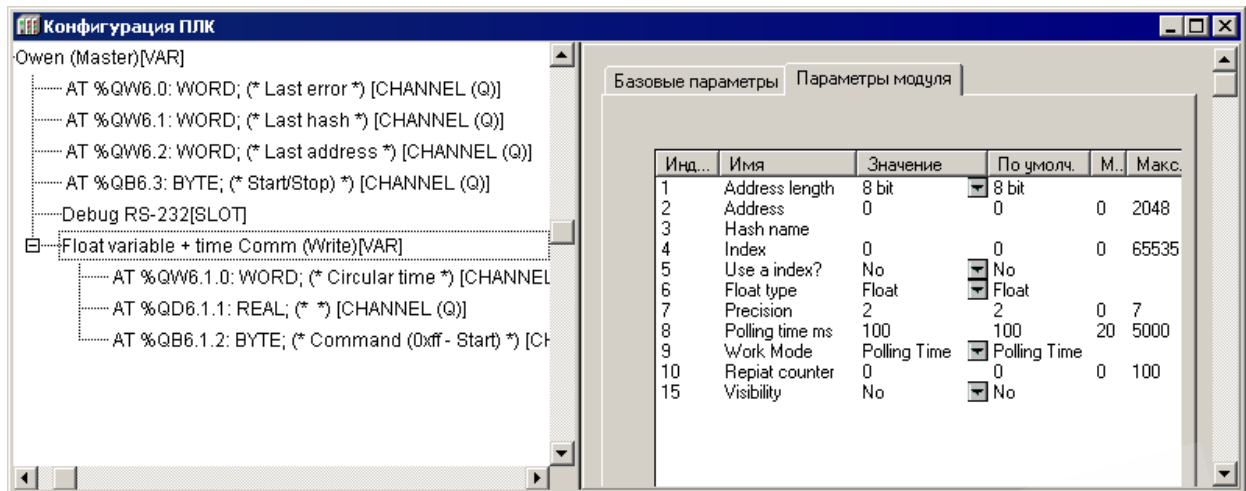 Конфигурация ПЛК
Owen (Master)[VAR]
AT %QW6.0: WORD; (* Last error *) [CHANNEL (Q)]
AT %QW6.1: WORD; (* Last hash *) [CHANNEL (Q)]
AT %QW6.2: WORD; (* Last address *) [CHANNEL (Q)]
AT %QB6.3: BYTE; (* Start/Stop) *) [CHANNEL (Q)]
Debug RS-232[SLOT]
Float variable + time Comm (Write)[VAR]
AT %QW6.1.0: WORD; (* Circular time *) [CHANNEL
AT %QD6.1.1: REAL; (* *) [CHANNEL (Q)]
AT %QB6.1.2: BYTE; (* Command (0xff - Start) *) [CH
Базовые параметры Параметры модуля
Инд... Имя Значение По умолч. М.. Макс.
1 Address length 8 bit 8 bit
2 Address 0 0 0 2048
3 Hash name
4 Index 0 0 0 65535
5 Use a index? No No
6 Float type Float Float
7 Precision 2 2 0 7
8 Polling time ms 100 100 20 5000
9 Work Mode Polling Time Polling Time
10 Repiat counter 0 0 0 100
15 Visibility No No